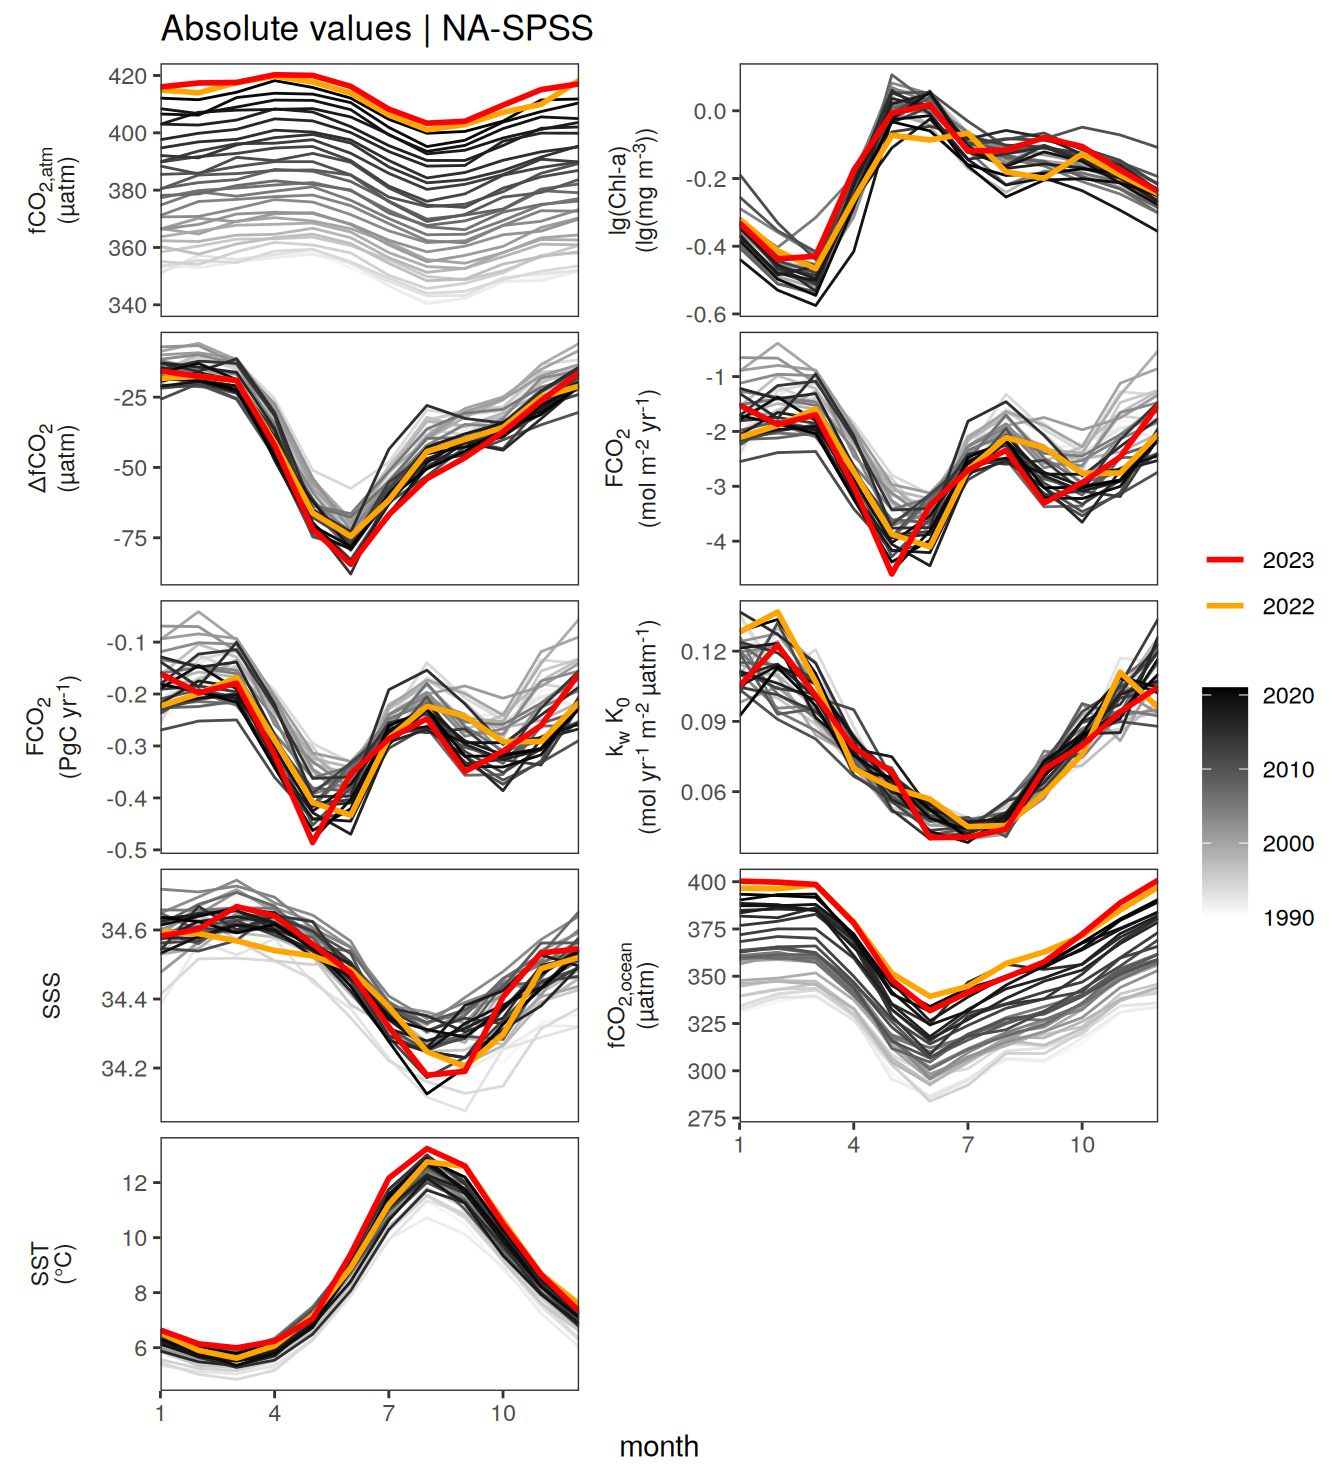 Absolute values | NA-SPSS
fCO2,atm
(µatm)
420
400
380
360
340
lg(Chl-a)
(lg(mg m-3))
0.0
-0.2
-0.4
-0.6
ΔfCO2
(µatm)
-25
-50
-75
FCO2
(mol m-2 yr-1)
-1
-2
-3
-4
FCO2
(PgC yr-1)
-0.1
-0.2
-0.3
-0.4
-0.5
kw K0
(mol yr-1 m-2 µatm-1)
0.12
0.09
0.06
SSS
34.6
34.4
34.2
fCO2,ocean
(µatm)
400
375
350
325
300
275
1 4 7 10
SST
(°C)
12
10
8
6
1 4 7 10
month
2023
2022
2020
2010
2000
1990